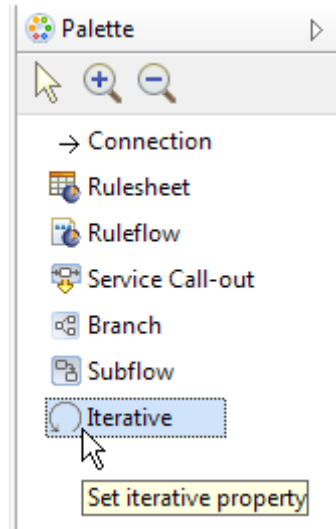 Palette
Connection
Rulesheet
Ruleflow
Service Call-out
Branch
Subflow
Iterative
Set iterative property